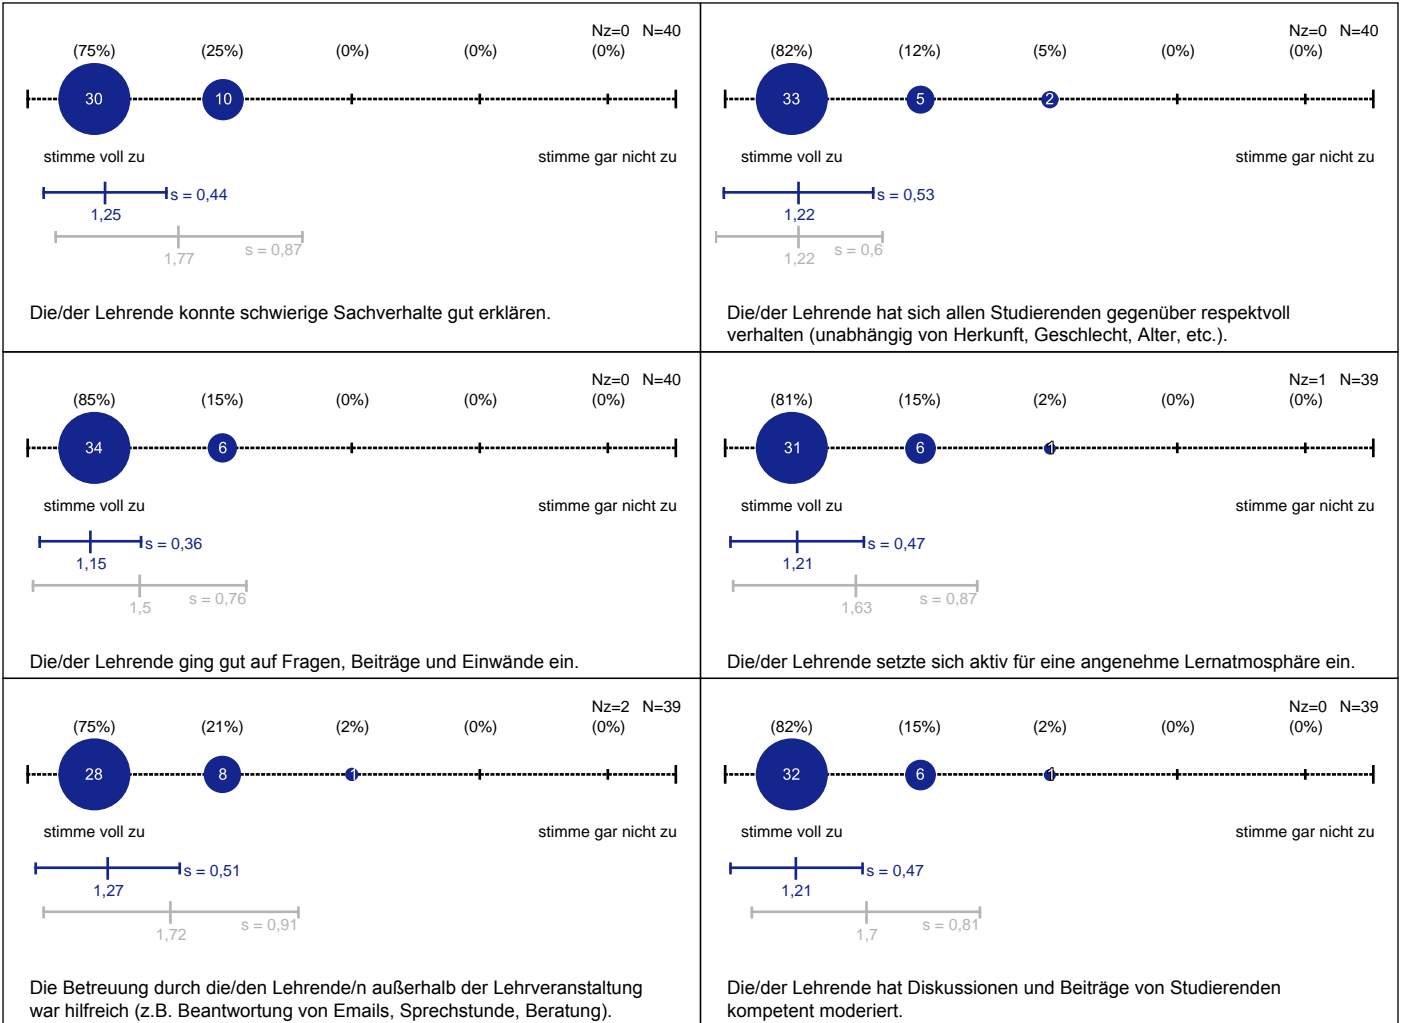 Nz=0 N=40
(75%) (25%) (0%) (0%) (0%)
30 10
stimme voll zu stimme gar nicht zu
s = 0,44
1,25
s = 0,87
1,77
Die/der Lehrende konnte schwierige Sachverhalte gut erklären.
Nz=0 N=40
(82%) (12%) (5%) (0%) (0%)
33 5 2
stimme voll zu stimme gar nicht zu
s = 0,53
1,22
s = 0,6
1,22
Die/der Lehrende hat sich allen Studierenden gegenüber respektvoll
verhalten (unabhängig von Herkunft, Geschlecht, Alter, etc.).
Nz=0 N=40
(85%) (15%) (0%) (0%) (0%)
34 6
stimme voll zu stimme gar nicht zu
s = 0,36
1,15
s = 0,76
1,5
Die/der Lehrende ging gut auf Fragen, Beiträge und Einwände ein.
Nz=1 N=39
(81%) (15%) (2%) (0%) (0%)
31 6 1
stimme voll zu stimme gar nicht zu
s = 0,47
1,21
s = 0,87
1,63
Die/der Lehrende setzte sich aktiv für eine angenehme Lernatmosphäre ein.
Nz=2 N=39
(75%) (21%) (2%) (0%) (0%)
28 8 1
stimme voll zu stimme gar nicht zu
s = 0,51
1,27
s = 0,91
1,72
Die Betreuung durch die/den Lehrende/n außerhalb der Lehrveranstaltung
war hilfreich (z.B. Beantwortung von Emails, Sprechstunde, Beratung).
Nz=0 N=39
(82%) (15%) (2%) (0%) (0%)
32 6 1
stimme voll zu stimme gar nicht zu
s = 0,47
1,21
s = 0,81
1,7
Die/der Lehrende hat Diskussionen und Beiträge von Studierenden
kompetent moderiert.